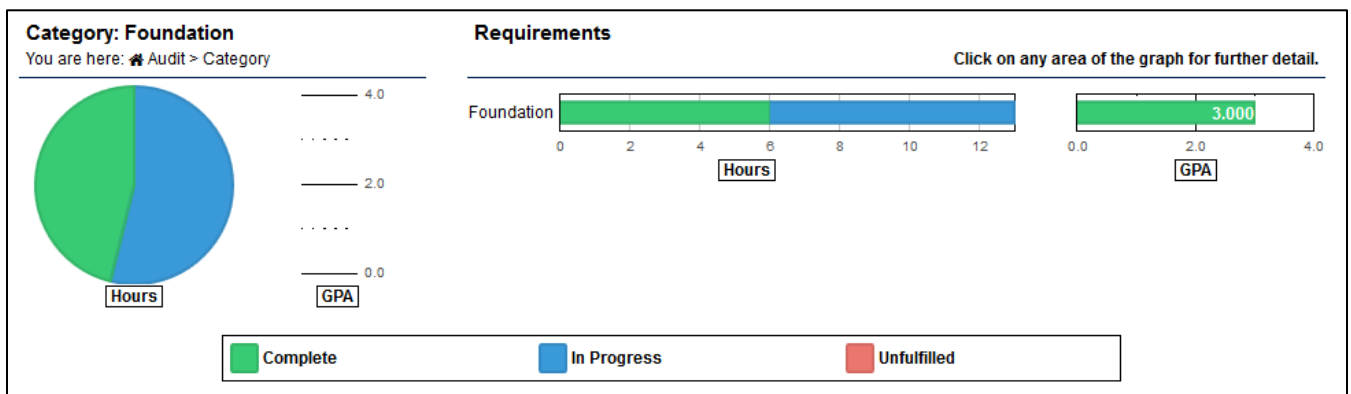 Category: Foundation
You are here: Audit > Category
4.0
2.0
0.0
Hours
GPA
Requirements
Click on any area of the graph for further detail.
Foundation
0 2 4 6 8 10 12
Hours
3.000
0.0 2.0 4.0
GPA
Complete In Progress Unfulfilled